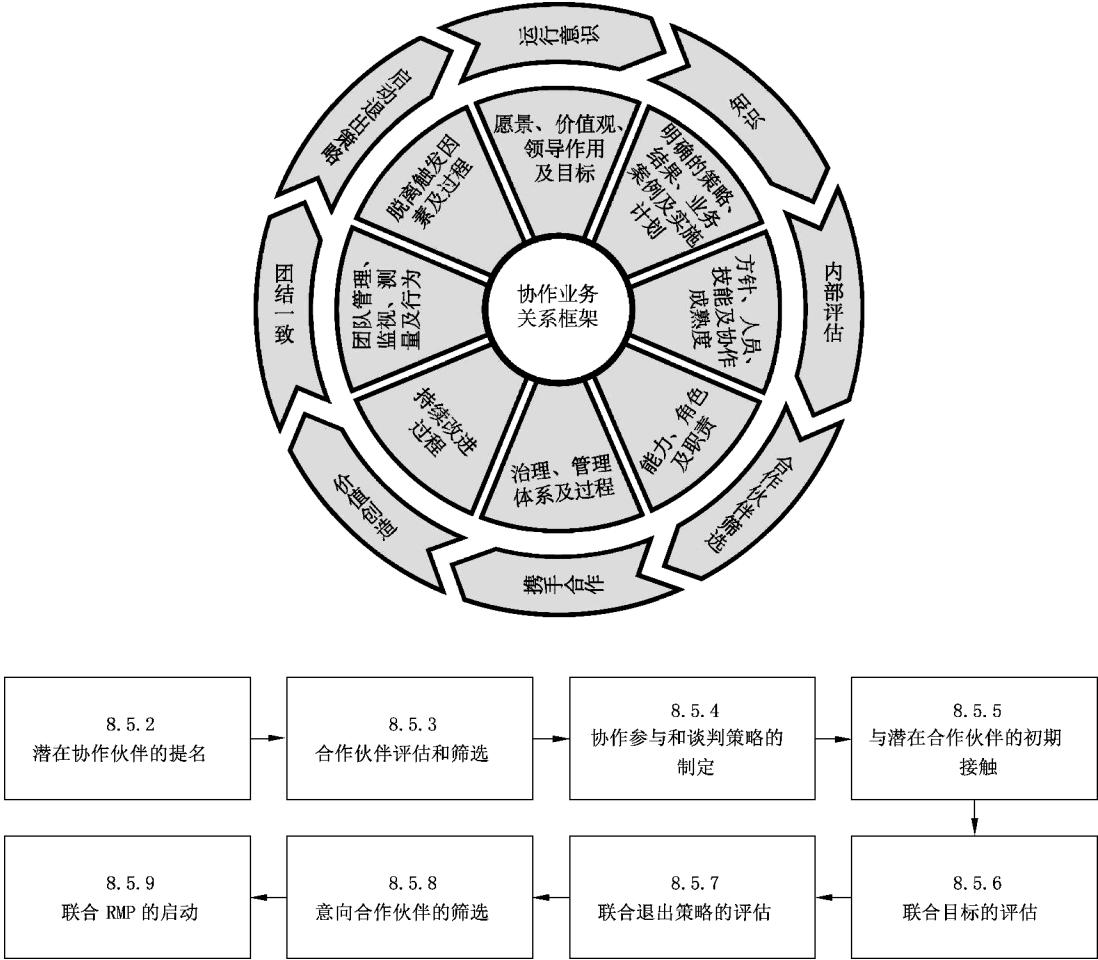 运行意识
知识
内部评估
合作伙伴筛选
携手合作
价值创造
团结一致
启动退出策略
愿景、价值观、
领导作用
及目标
明确的策略、
结果、业务
案例及实施
计划
方针、人员、
技能及协作
成熟度
能力、角色
及职责
治理、管理
体系及过程
持续改进
过程
团队管理、
监视、测
量及行为
脱离触发因
素及过程
协作业务
关系框架
8.5.2
潜在协作伙伴的提名
8.5.3
合作伙伴评估和筛选
8.5.4
协作参与和谈判策略的
制定
8.5.5
与潜在合作伙伴的初期
接触
8.5.9
联合 RMP 的启动
8.5.8
意向合作伙伴的筛选
8.5.7
联合退出策略的评估
8.5.6
联合目标的评估